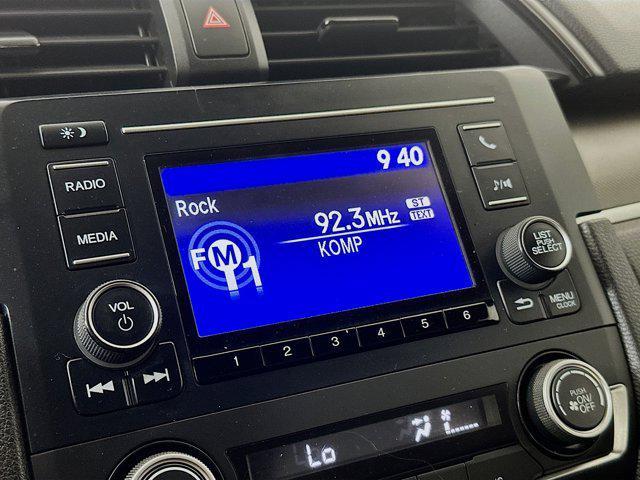 9 40
RADIO
Rock
ST
92.3MHz
TEXT
MEDIA
KOMP
FM1
LIST
PUSH
SELECT
VOL
MENU
CLOCK
1 2 3 4 5 6
PUSH
ON/
OFF
Lo